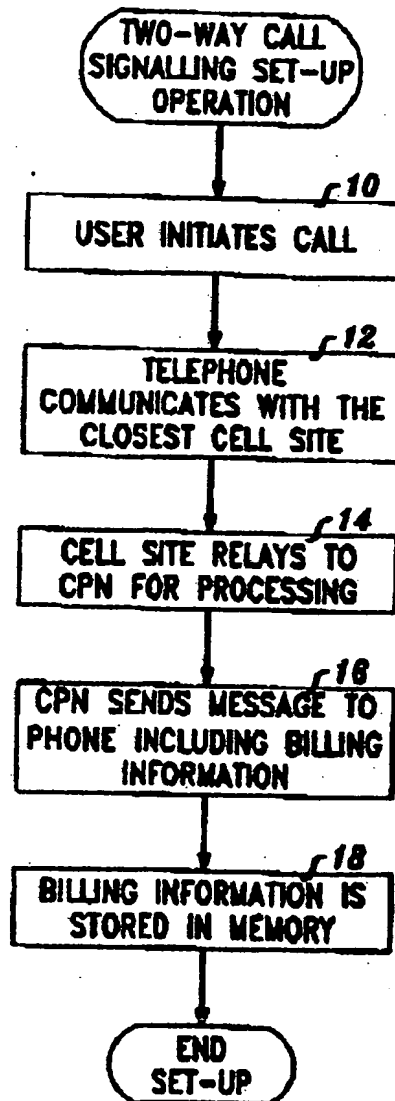 TWO-WAY CALL
SIGNALLING SET-UP
OPERATION
10
USER INITIATES CALL
12
TELEPHONE
COMMUNICATES WITH THE
CLOSEST CELL SITE
14
CELL SITE RELAYS TO
CPN FOR PROCESSING
16
CPN SENDS MESSAGE TO
PHONE INCLUDING BILLING
INFORMATION
18
BILLING INFORMATION IS
STORED IN MEMORY
END
SET-UP